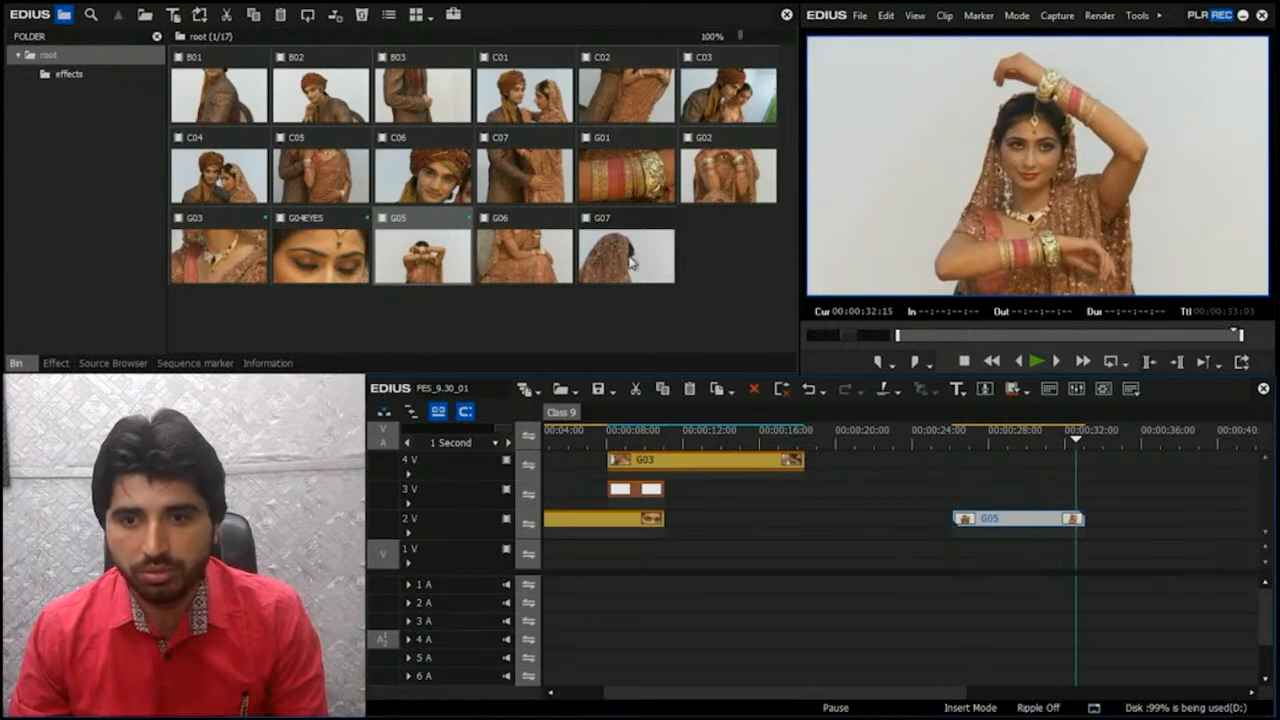 EDIUS
FOLDER
root
effects
root (1/17)
100%
B01 B02 B03 C01 C02 C03
C04 C05 C06 C07 G01 G02
G03 G04EYES G05 G06 G07
Bin Effect Source Browser Sequence marker Information
EDIUS File Edit View Clip Marker Mode Capture Render Tools PLR REC
Cur 00:00:32:15 In --:--:--:-- Out --:--:--:-- Dur --:--:--:-- Ttl 00:00:33:03
EDIUS FES_9.30_01
Class 9
V
A
1 Second
00:00:04:00 00:00:08:00 00:00:12:00 00:00:16:00 00:00:20:00 00:00:24:00 00:00:28:00 00:00:32:00 00:00:36:00 00:00:40
4 V G03
3 V
2 V G05
V 1 V
1 A
2 A
3 A
4 A
5 A
6 A
Pause Insert Mode Ripple Off Disk :99% is being used(D:)